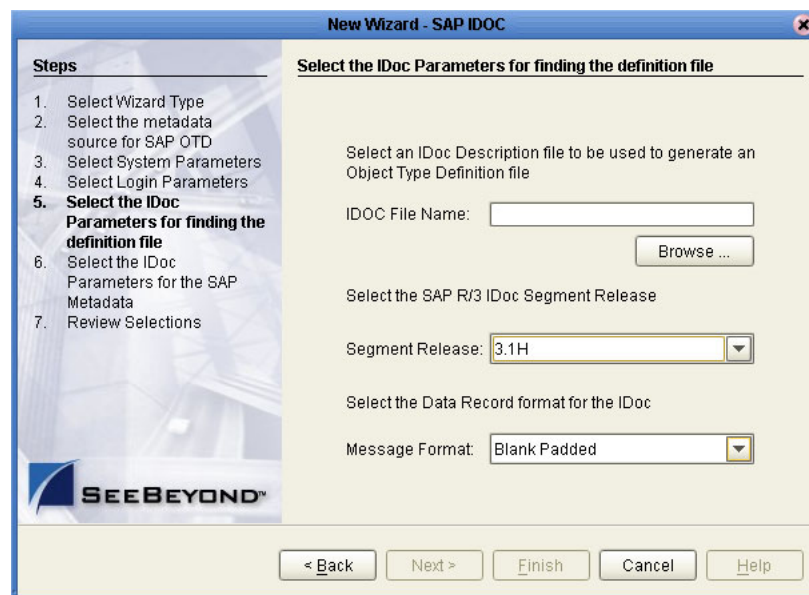 New Wizard - SAP IDOC
Steps
1. Select Wizard Type
2. Select the metadata
source for SAP OTD
3. Select System Parameters
4. Select Login Parameters
5. Select the IDoc
Parameters for finding the
definition file
6. Select the IDoc
Parameters for the SAP
Metadata
7. Review Selections
SEEBEYOND™
Select the IDoc Parameters for finding the definition file
Select an IDoc Description file to be used to generate an
Object Type Definition file
IDOC File Name:
Browse ...
Select the SAP R/3 IDoc Segment Release
Segment Release: 3.1H
Select the Data Record format for the IDoc
Message Format: Blank Padded
< Back Next > Finish Cancel Help